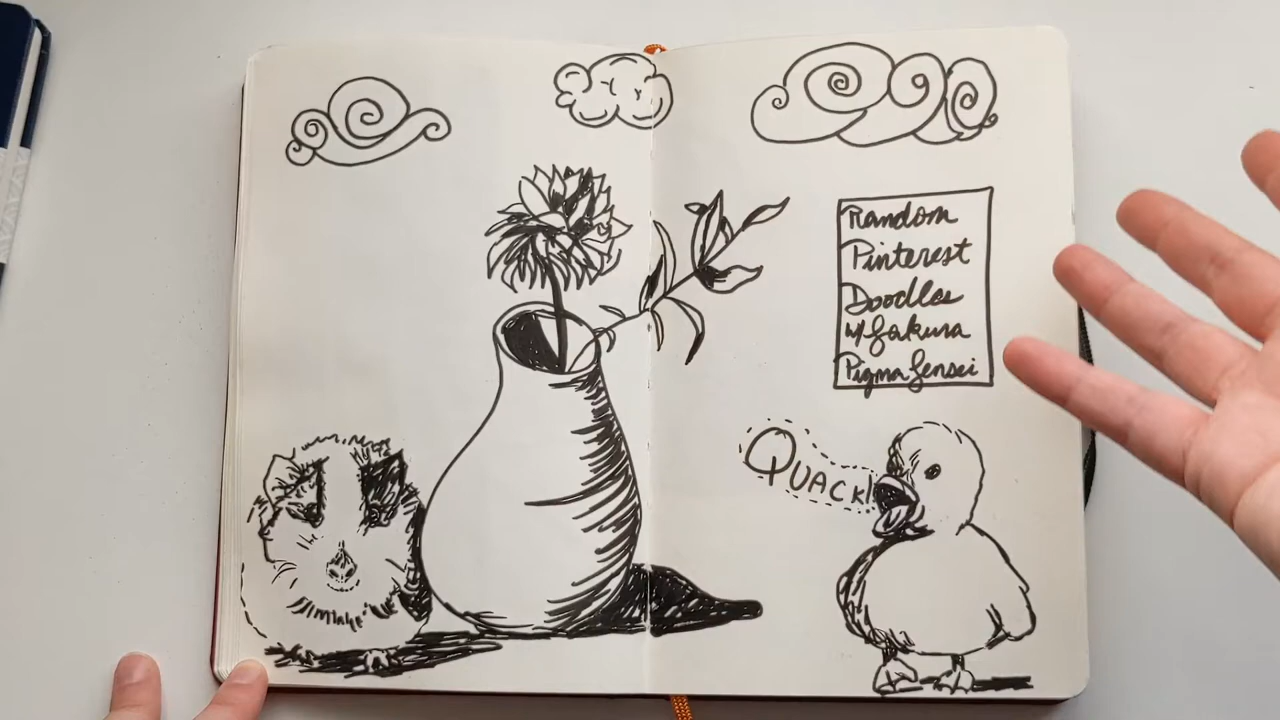 Random
Pinterest
Doodles
w/ Sakura
Pigma Sensei
QUACK!